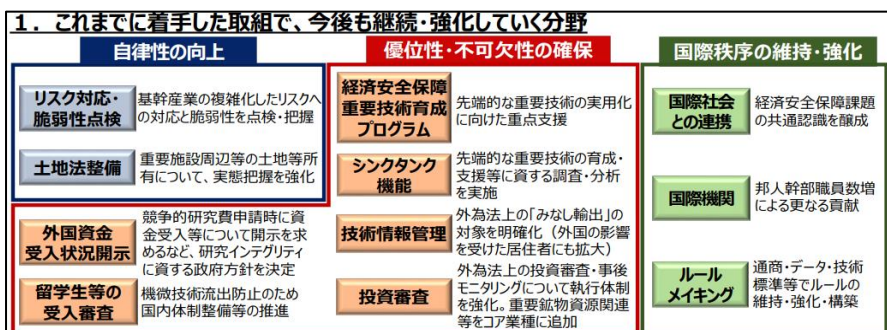 １．これまでに着手した取組で、今後も継続・強化していく分野
自律性の向上
リスク対応・
脆弱性点検
基幹産業の複雑化したリスクへ
の対応と脆弱性を点検・把握
土地法整備
重要施設周辺等の土地等所
有について、実態把握を強化
優位性・不可欠性の確保
経済安全保障
重要技術育成
プログラム
先端的な重要技術の実用化
に向けた重点支援
シンクタンク
機能
先端的な重要技術の育成・
支援等に資する調査・分析
を実施
外国資金
受入状況開示
競争的研究費申請時に資
金受入等について開示を求
めるなど、研究インテグリティ
に資する政府方針を決定
技術情報管理
外為法上の「みなし輸出」の
対象を明確化（外国の影響
を受けた居住者にも拡大）
留学生等の
受入審査
機微技術流出防止のため
国内体制整備等の推進
投資審査
外為法上の投資審査・事後
モニタリングについて執行体制
を強化。重要鉱物資源関連
等をコア業種に追加
国際秩序の維持・強化
国際社会
との連携
経済安全保障課題
の共通認識を醸成
国際機関
邦人幹部職員数増
による更なる貢献
ルール
メイキング
通商・データ・技術
標準等でルールの
維持・強化・構築